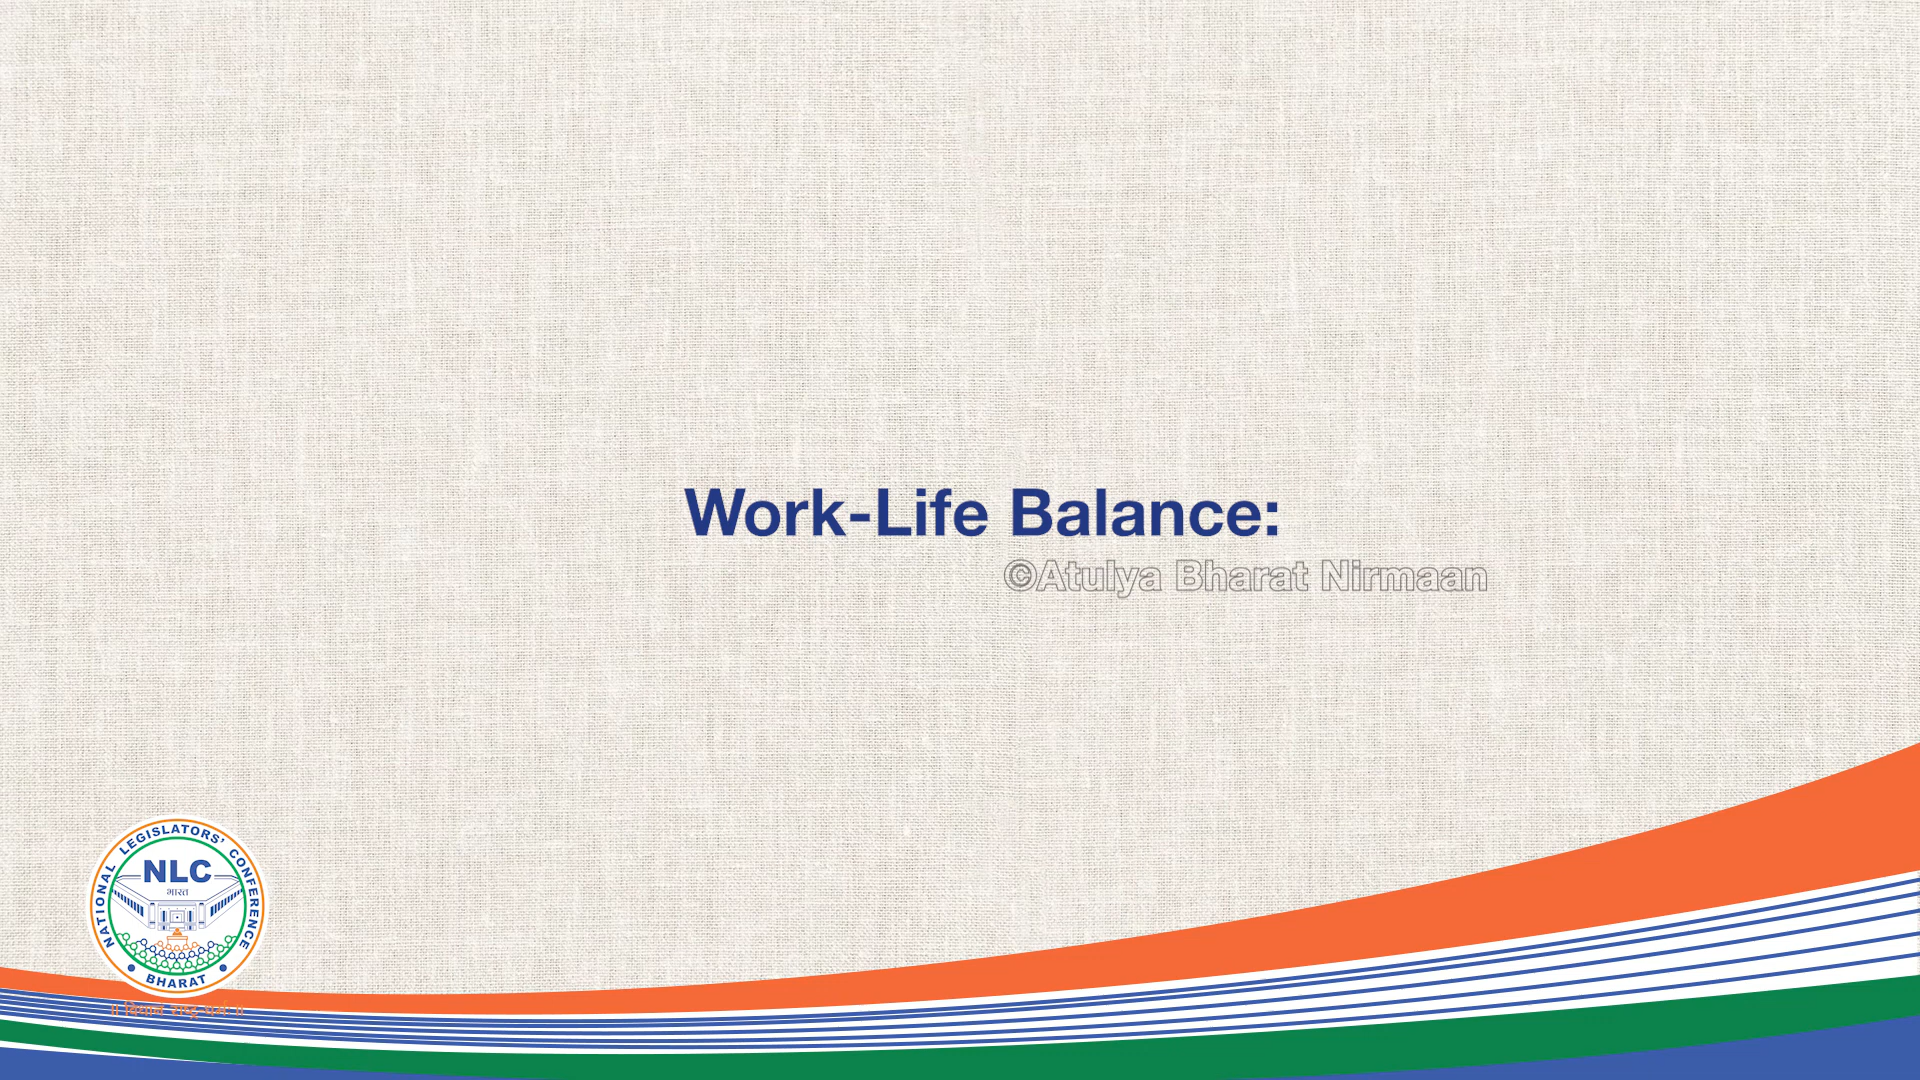 Work-Life Balance:
©Atulya Bharat Nirmaan
NATIONAL LEGISLATORS' CONFERENCE
NLC
भारत
BHARAT